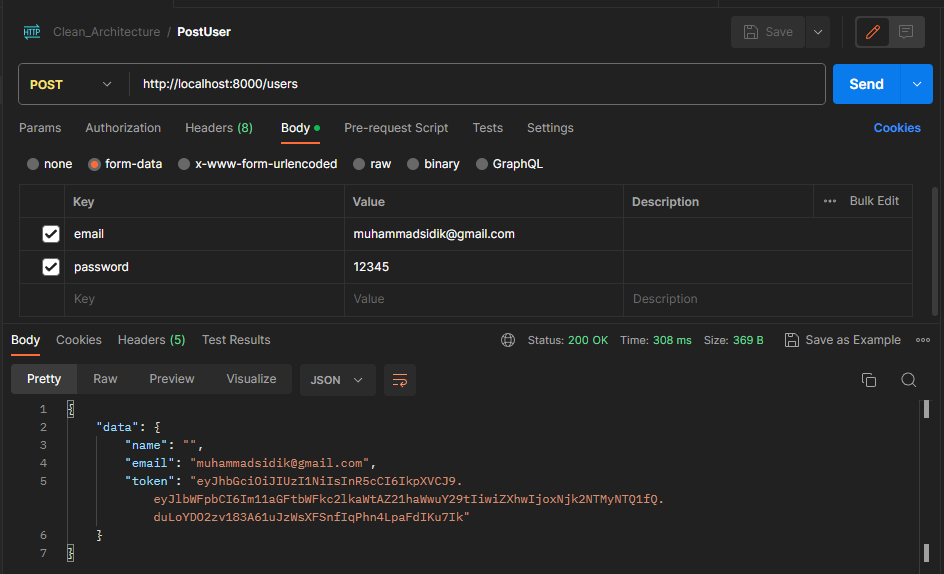 HTTP Clean_Architecture / PostUser Save
POST http://localhost:8000/users Send
Params Authorization Headers (8) Body Pre-request Script Tests Settings Cookies
none form-data x-www-form-urlencoded raw binary GraphQL
Key Value Description ••• Bulk Edit
email muhammadsidik@gmail.com
password 12345
Key Value Description
Body Cookies Headers (5) Test Results Status: 200 OK Time: 308 ms Size: 369 B Save as Example
Pretty Raw Preview Visualize JSON
1 {
2 "data": {
3 "name": "",
4 "email": "muhammadsidik@gmail.com",
5 "token": "eyJhbGciOiJIUzI1NiIsInR5cCI6IkpXVCJ9.
eyJlbWFpbCI6Im11aGFtbWFkc2lkaWtAZ21haWwuY29tIiwiZXhwIjoxNjk2NTMyNTQ1fQ.
duLoYDO2zv183A61uJzWsXFSnfIqPhn4LpaFdIKu7Ik"
6 }
7 }